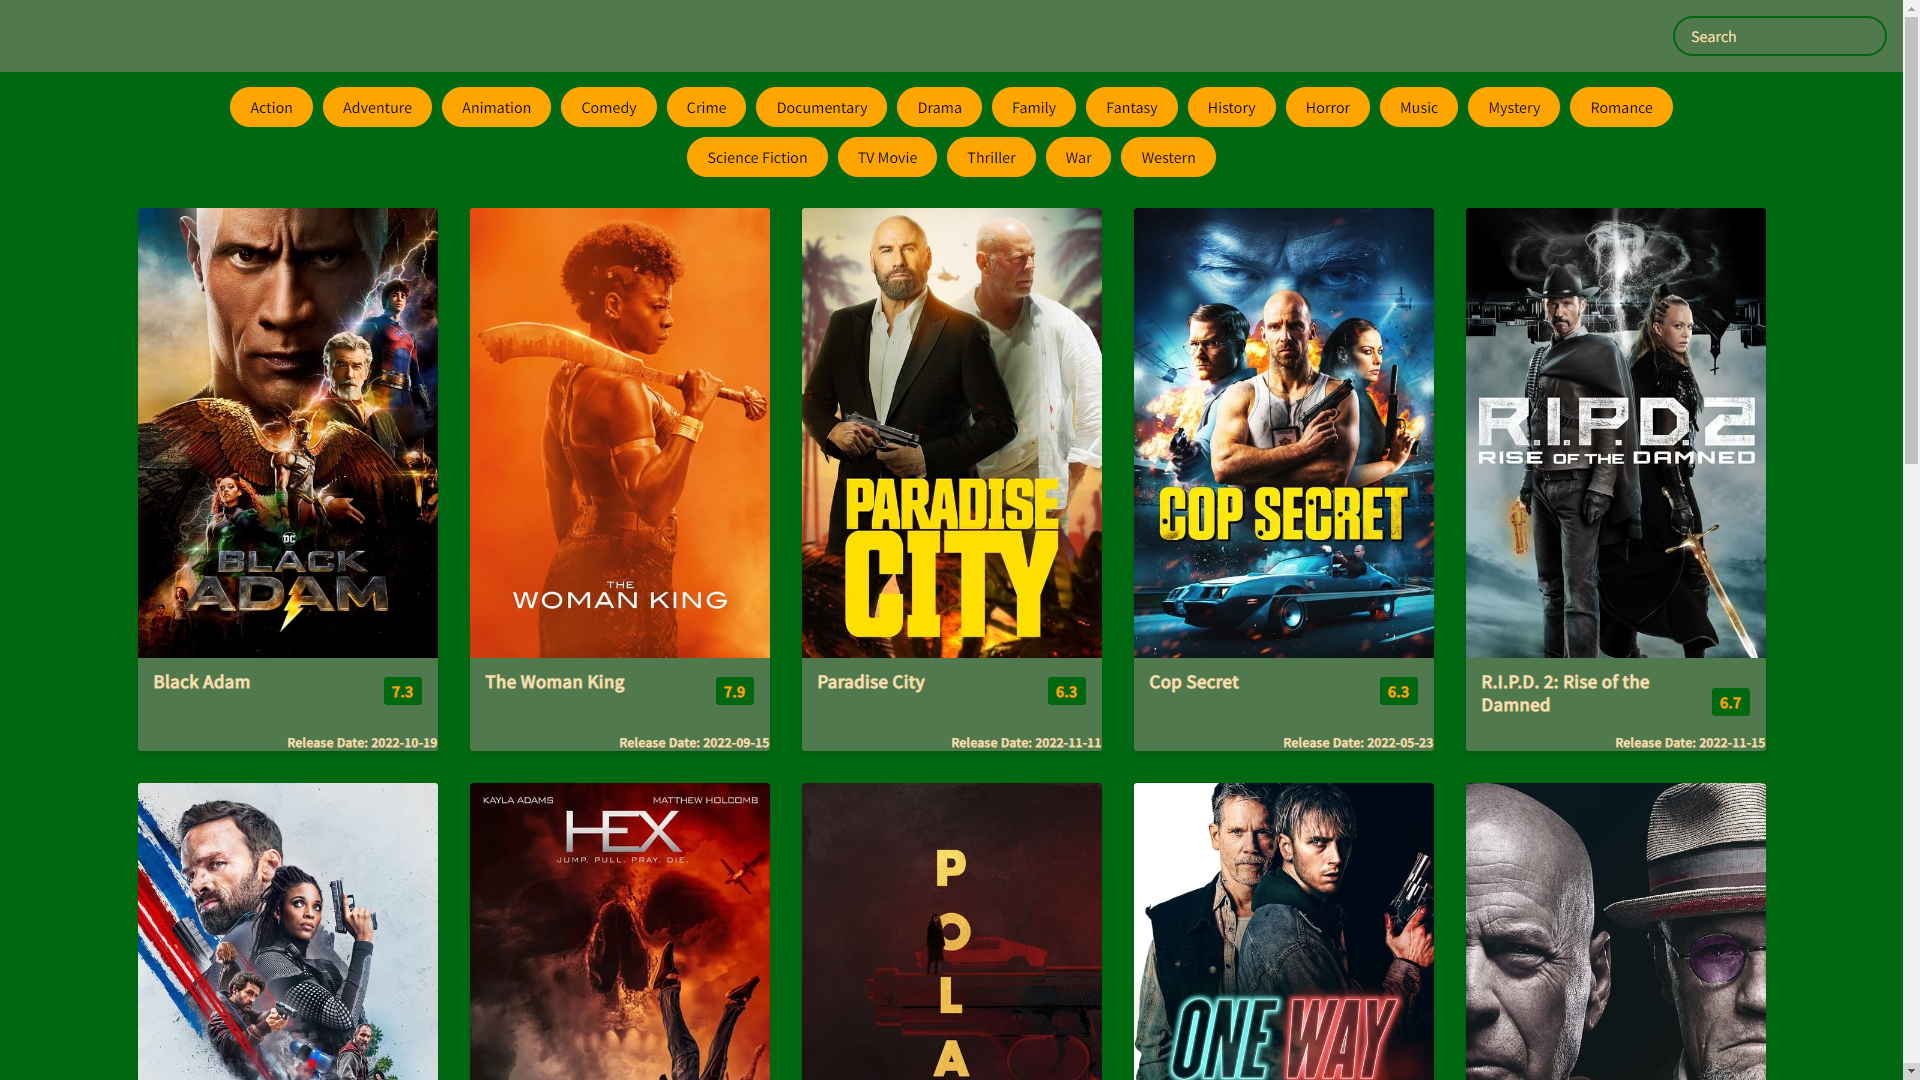 Search
Action
Adventure
Animation
Comedy
Crime
Documentary
Drama
Family
Fantasy
History
Horror
Music
Mystery
Romance
Science Fiction
TV Movie
Thriller
War
Western
DC
BLACK
ADAM
THE
WOMAN KING
PARADISE
CITY
COP SECRET
R.I.P.D.2
RISE OF THE DAMNED
Black Adam
7.3
Release Date: 2022-10-19
The Woman King
7.9
Release Date: 2022-09-15
Paradise City
6.3
Release Date: 2022-11-11
Cop Secret
6.3
Release Date: 2022-05-23
R.I.P.D. 2: Rise of the
Damned
6.7
Release Date: 2022-11-15
KAYLA ADAMS
MATTHEW HOLCOMB
HEX
JUMP. PULL. PRAY. DIE.
P
O
L
A
ONE WAY